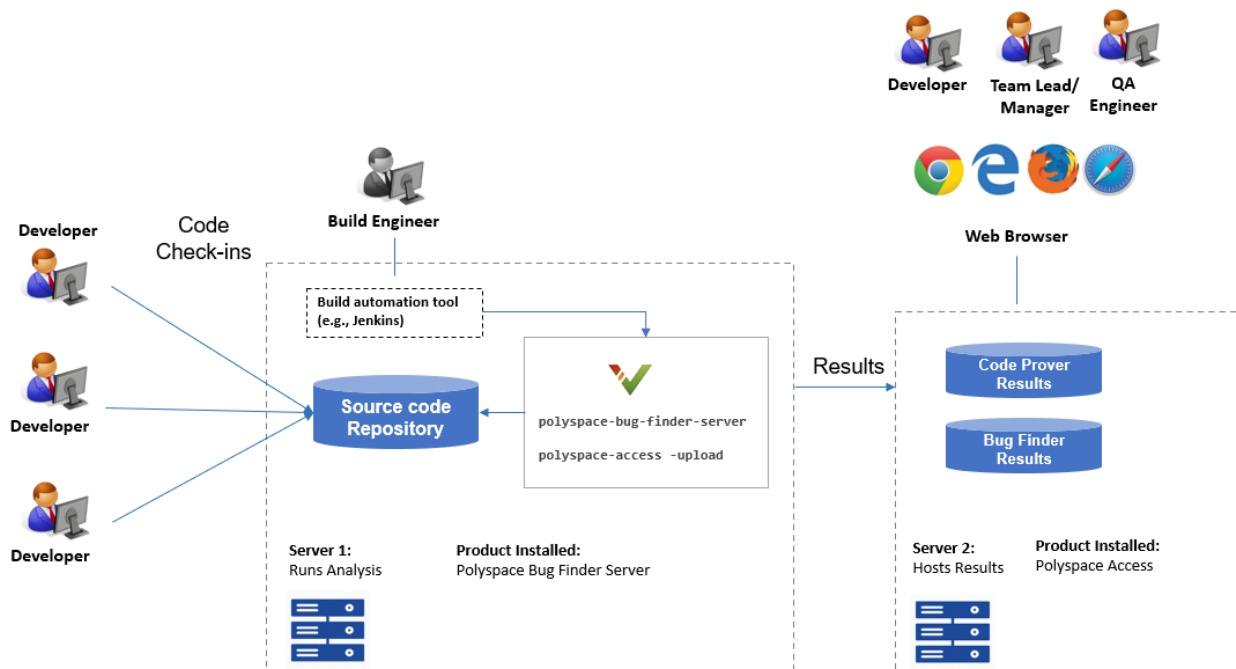 Developer
Team Lead/
Manager
QA
Engineer
Web Browser
Build Engineer
Code
Check-ins
Developer
Developer
Developer
Build automation tool
(e.g., Jenkins)
Source code
Repository
polyspace-bug-finder-server
polyspace-access -upload
Results
Code Prover
Results
Bug Finder
Results
Server 1:
Runs Analysis
Product Installed:
Polyspace Bug Finder Server
Server 2:
Hosts Results
Product Installed:
Polyspace Access